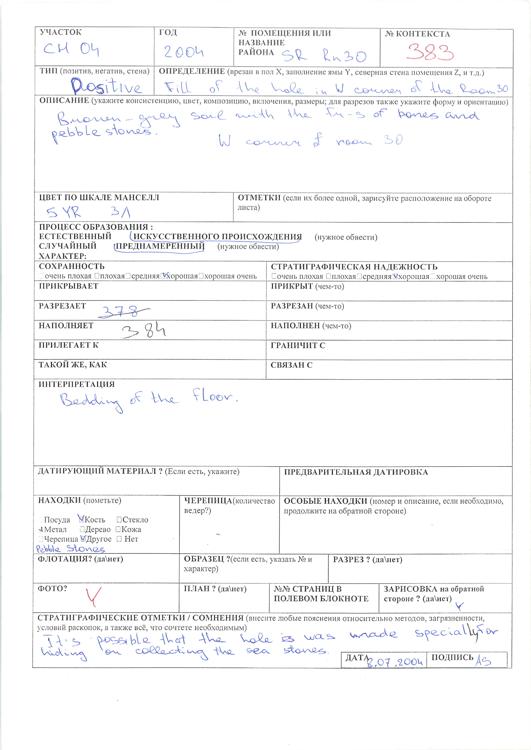 УЧАСТОК ГОД № ПОМЕЩЕНИЯ ИЛИ НАЗВАНИЕ РАЙОНА № КОНТЕКСТА
CH 04 2004 SR Rn30 383
ТИП (позитив, негатив, стена) ОПРЕДЕЛЕНИЕ (врезан в пол X, заполнение ямы Y, северная стена помещения Z, и т.д.)
Positive Fill of the hole in W corner of the Room 30
ОПИСАНИЕ (укажите консистенцию, цвет, композицию, включения, размеры; для разрезов также укажите форму и ориентацию)
Brown-grey soil with the fr-s of bones and
pebble stones.
W corner of room 30
ЦВЕТ ПО ШКАЛЕ МАНСЕЛЛ ОТМЕТКИ (если их более одной, зарисуйте расположение на обороте
листа)
5YR 3/1
ПРОЦЕСС ОБРАЗОВАНИЯ :
ЕСТЕСТВЕННЫЙ ИСКУССТВЕННОГО ПРОИСХОЖДЕНИЯ (нужное обвести)
СЛУЧАЙНЫЙ ПРЕДНАМЕРЕННЫЙ (нужное обвести)
ХАРАКТЕР:
СОХРАННОСТЬ СТРАТИГРАФИЧЕСКАЯ НАДЕЖНОСТЬ
очень плохая □плохая□средняя хорошая□хорошая очень □очень плохая □плохая□средняя хорошая□хорошая очень
ПРИКРЫВАЕТ ПРИКРЫТ (чем-то)
РАЗРЕЗАЕТ 378 РАЗРЕЗАН (чем-то)
НАПОЛНЯЕТ 384 НАПОЛНЕН (чем-то)
ПРИЛЕГАЕТ К ГРАНИЧИТ С
ТАКОЙ ЖЕ, КАК СВЯЗАН С
ИНТЕРПРЕТАЦИЯ
Bedding of the floor.
ДАТИРУЮЩИЙ МАТЕРИАЛ ? (Если есть, укажите) ПРЕДВАРИТЕЛЬНАЯ ДАТИРОВКА
НАХОДКИ (пометьте) ЧЕРЕПИЦА(количество ведер?) ОСОБЫЕ НАХОДКИ (номер и описание, если необходимо, продолжите на обратной стороне)
Посуда Кость □Стекло
Металл □Дерево □Кожа
□Черепица Другое □ Нет
Pebble stones
ФЛОТАЦИЯ? (да\нет) ОБРАЗЕЦ ?(если есть, указать № и характер) РАЗРЕЗ ? (да\нет)
ФОТО? ПЛАН ? (да\нет) №№ СТРАНИЦ В ПОЛЕВОМ БЛОКНОТЕ ЗАРИСОВКА на обратной стороне ? (да\нет)
СТРАТИГРАФИЧЕСКИЕ ОТМЕТКИ / СОМНЕНИЯ (внесите любые пояснения относительно методов, загрязненности,
условий раскопок, а также всё, что сочтете необходимым)
It's possible that the hole is was made specially for
hiding on collecting the sea stones.
ДАТА .07.2004 ПОДПИСЬ AS